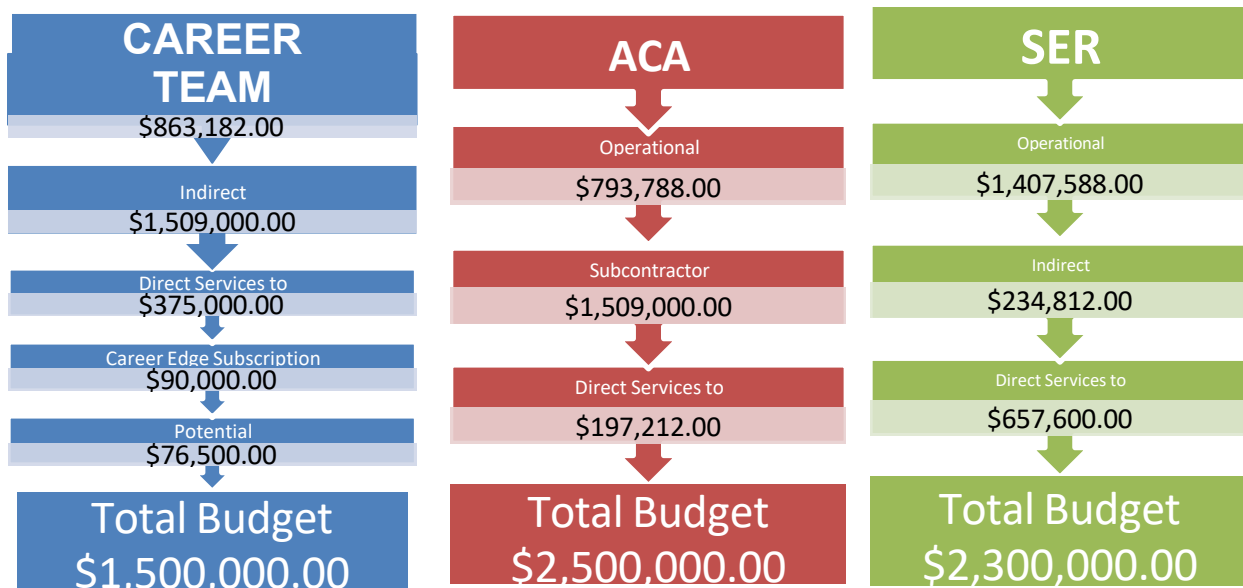 CAREER
TEAM
$863,182.00
Indirect
$1,509,000.00
Direct Services to
$375,000.00
Career Edge Subscription
$90,000.00
Potential
$76,500.00
Total Budget
$1,500,000.00
ACA
Operational
$793,788.00
Subcontractor
$1,509,000.00
Direct Services to
$197,212.00
Total Budget
$2,500,000.00
SER
Operational
$1,407,588.00
Indirect
$234,812.00
Direct Services to
$657,600.00
Total Budget
$2,300,000.00